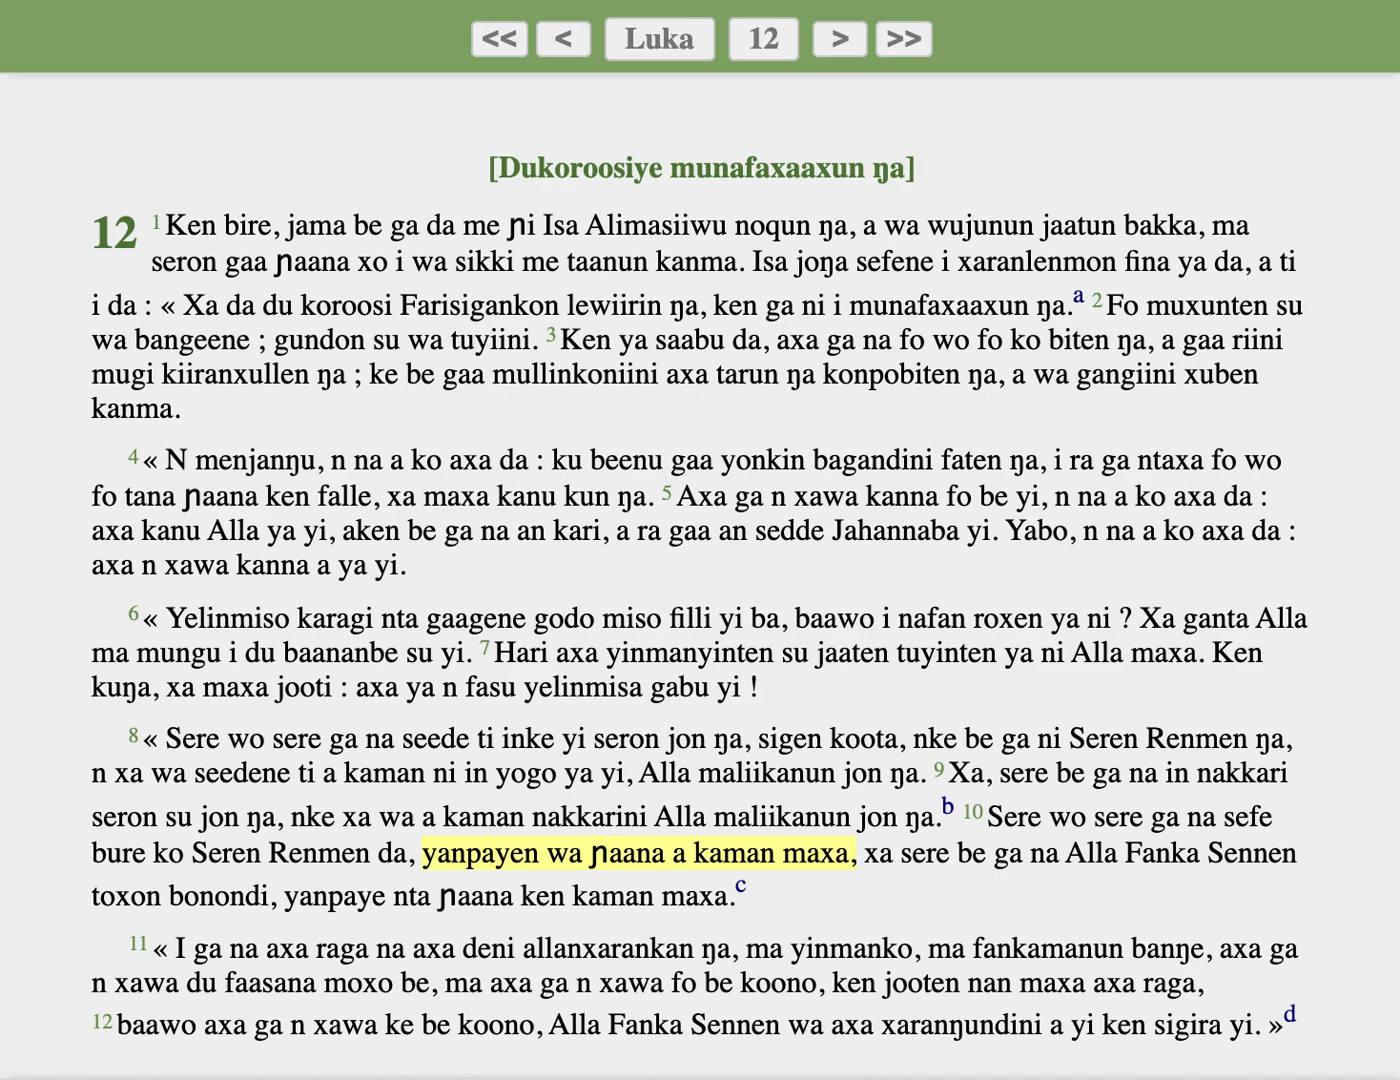 << < Luka 12 > >>
[Dukoroosiye munafaxaaxun ŋa]
12 1 Ken bire, jama be ga da me ɲi Isa Alimasiiwu noqun ŋa, a wa wujunun jaatun bakka, ma
seron gaa ɲaana xo i wa sikki me taanun kanma. Isa joŋa sefene i xaranlenmon fina ya da, a ti
i da : « Xa da du koroosi Farisigankon lewiirin ŋa, ken ga ni i munafaxaaxun ŋa.a 2 Fo muxunten su
wa bangeene ; gundon su wa tuyiini. 3 Ken ya saabu da, axa ga na fo wo fo ko biten ŋa, a gaa riini
mugi kiiranxullen ŋa ; ke be gaa mullinkoniini axa tarun ŋa konpobiten ŋa, a wa gangiini xuben
kanma.
4 « N menjanŋu, n na a ko axa da : ku beenu gaa yonkin bagandini faten ŋa, i ra ga ntaxa fo wo
fo tana ɲaana ken falle, xa maxa kanu kun ŋa. 5 Axa ga n xawa kanna fo be yi, n na a ko axa da :
axa kanu Alla ya yi, aken be ga na an kari, a ra gaa an sedde Jahannaba yi. Yabo, n na a ko axa da :
axa n xawa kanna a ya yi.
6 « Yelinmiso karagi nta gaagene godo miso filli yi ba, baawo i nafan roxen ya ni ? Xa ganta Alla
ma mungu i du baananbe su yi. 7 Hari axa yinmanyinten su jaaten tuyinten ya ni Alla maxa. Ken
kuŋa, xa maxa jooti : axa ya n fasu yelinmisa gabu yi !
8 « Sere wo sere ga na seede ti inke yi seron jon ŋa, sigen koota, nke be ga ni Seren Renmen ŋa,
n xa wa seedene ti a kaman ni in yogo ya yi, Alla maliikanun jon ŋa. 9 Xa, sere be ga na in nakkari
seron su jon ŋa, nke xa wa a kaman nakkarini Alla maliikanun jon ŋa.b 10 Sere wo sere ga na sefe
bure ko Seren Renmen da, yanpayen wa ɲaana a kaman maxa, xa sere be ga na Alla Fanka Sennen
toxon bonondi, yanpaye nta ɲaana ken kaman maxa.c
11 « I ga na axa raga na axa deni allanxarankan ŋa, ma yinmanko, ma fankamanun banŋe, axa ga
n xawa du faasana moxo be, ma axa ga n xawa fo be koono, ken jooten nan maxa axa raga,
12 baawo axa ga n xawa ke be koono, Alla Fanka Sennen wa axa xaranŋundini a yi ken sigira yi. »d